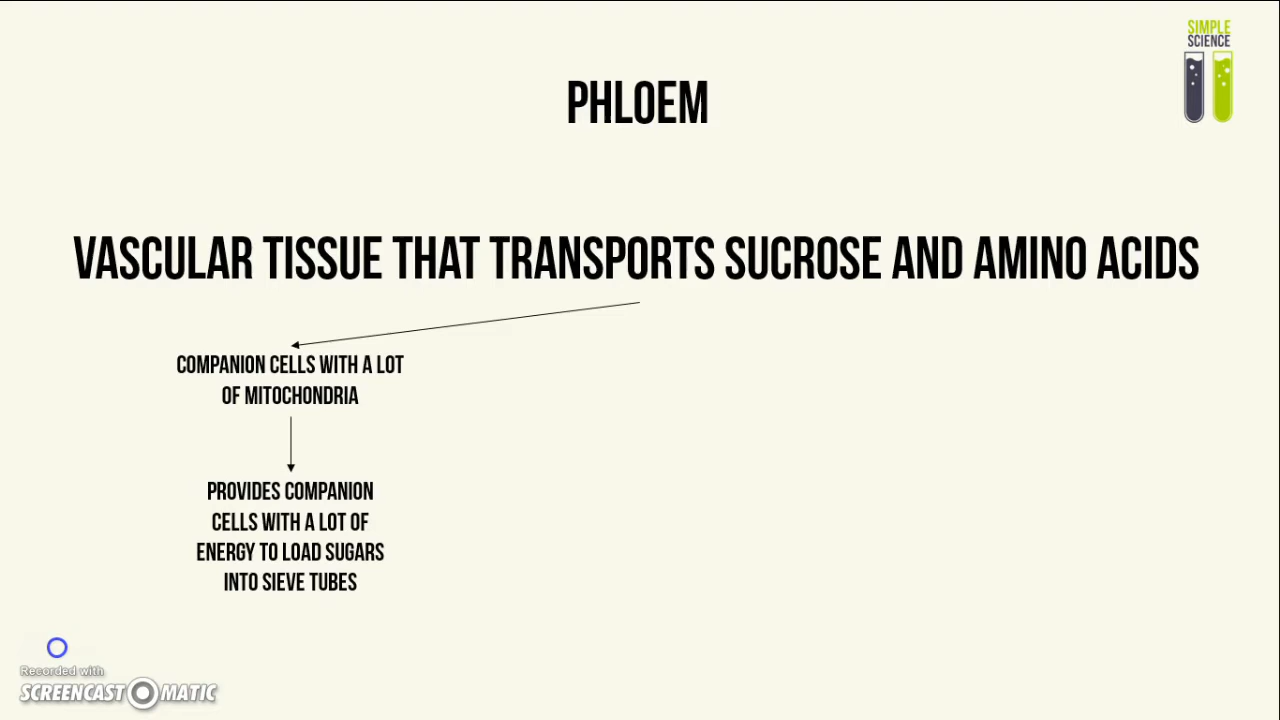 SIMPLE
SCIENCE
PHLOEM
VASCULAR TISSUE THAT TRANSPORTS SUCROSE AND AMINO ACIDS
COMPANION CELLS WITH A LOT
OF MITOCHONDRIA
PROVIDES COMPANION
CELLS WITH A LOT OF
ENERGY TO LOAD SUGARS
INTO SIEVE TUBES
Recorded with
SCREENCAST MATIC